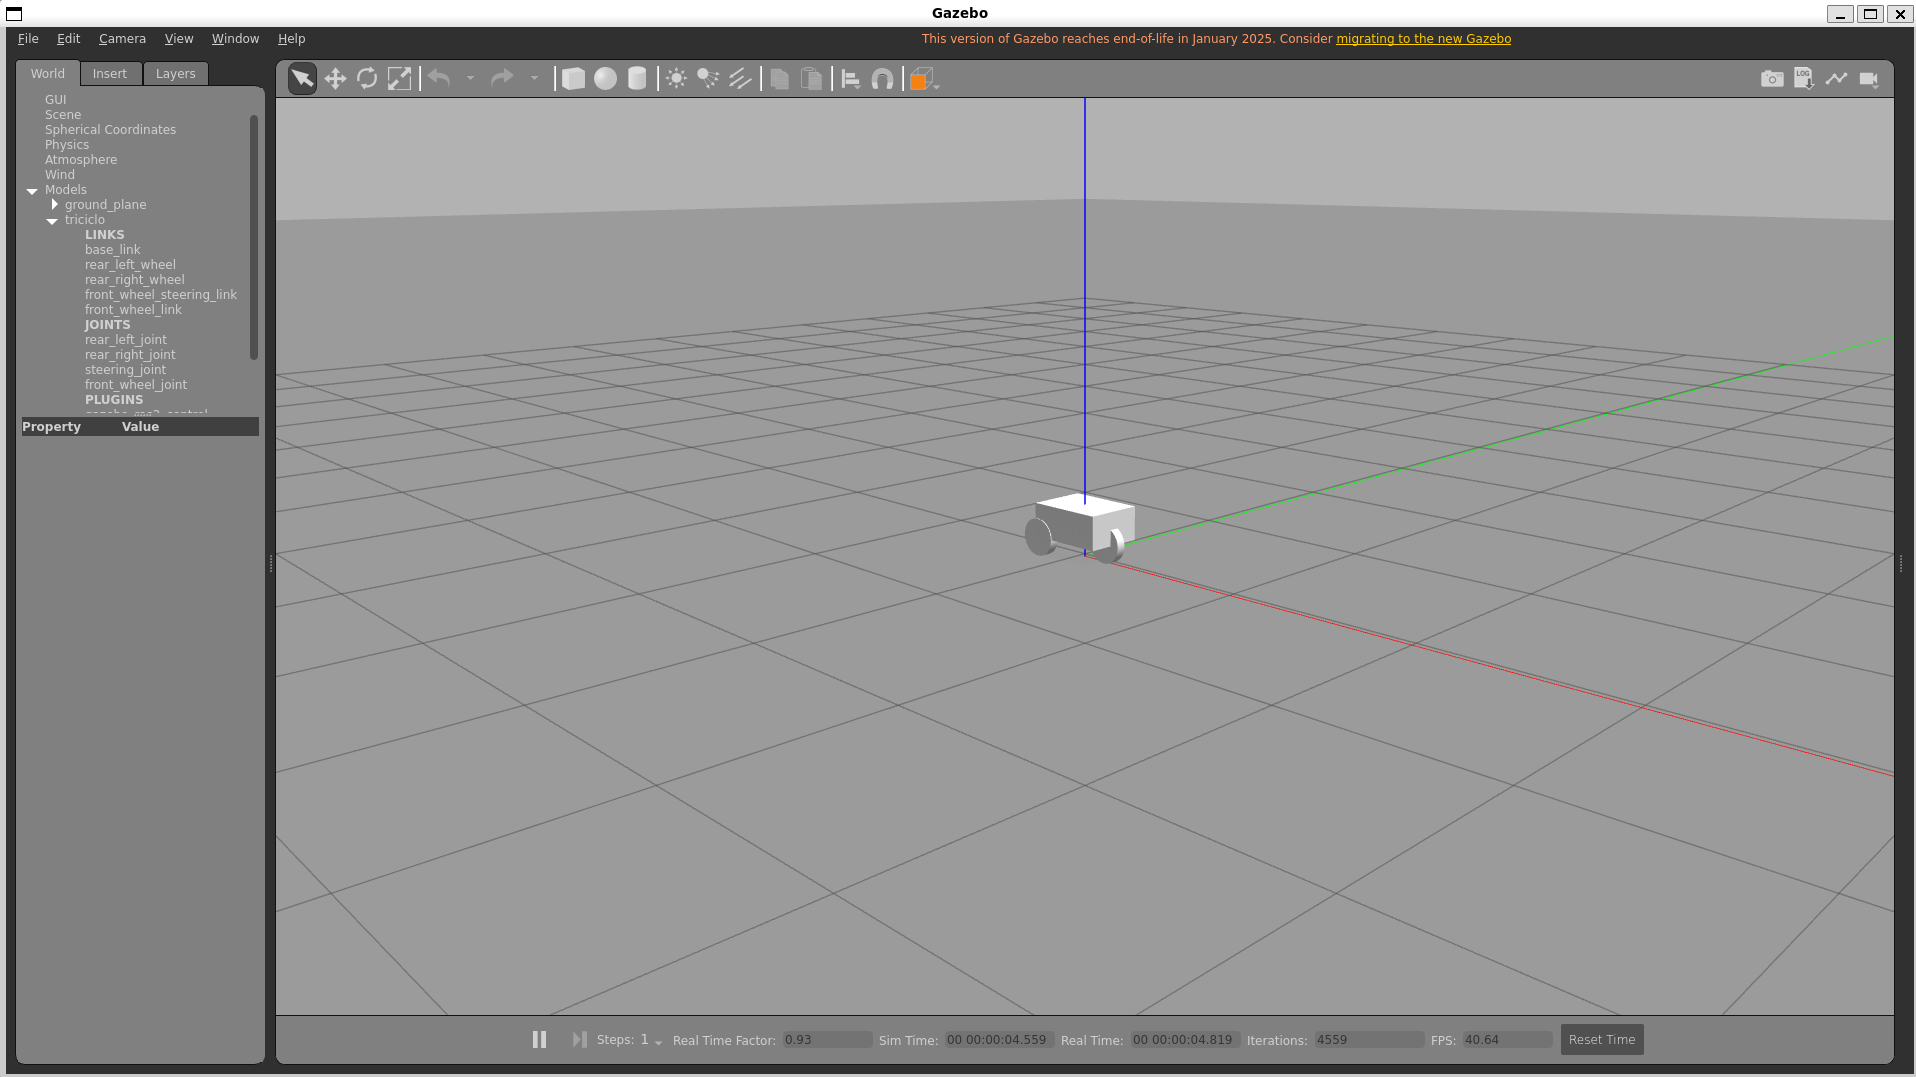 Gazebo
File Edit Camera View Window Help
This version of Gazebo reaches end-of-life in January 2025. Consider migrating to the new Gazebo
World Insert Layers
LOG
GUI
Scene
Spherical Coordinates
Physics
Atmosphere
Wind
Models
ground_plane
triciclo
LINKS
base_link
rear_left_wheel
rear_right_wheel
front_wheel_steering_link
front_wheel_link
JOINTS
rear_left_joint
rear_right_joint
steering_joint
front_wheel_joint
PLUGINS
Property Value
Steps: 1 Real Time Factor: 0.93 Sim Time: 00 00:00:04.559 Real Time: 00 00:00:04.819 Iterations: 4559 FPS: 40.64 Reset Time